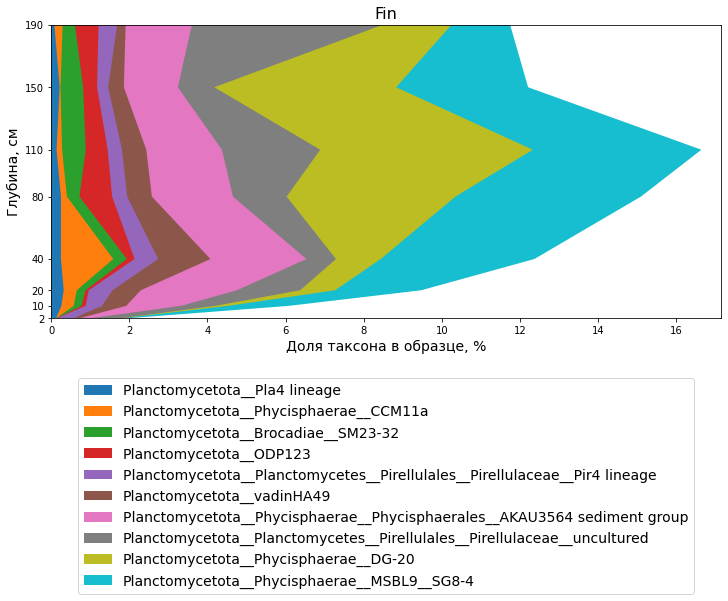 Fin
190
150
110
80
40
20
10
2
Глубина, см
0 2 4 6 8 10 12 14 16
Доля таксона в образце, %
Planctomycetota__Pla4 lineage
Planctomycetota__Phycisphaerae__CCM11a
Planctomycetota__Brocadiae__SM23-32
Planctomycetota__ODP123
Planctomycetota__Planctomycetes__Pirellulales__Pirellulaceae__Pir4 lineage
Planctomycetota__vadinHA49
Planctomycetota__Phycisphaerae__Phycisphaerales__AKAU3564 sediment group
Planctomycetota__Planctomycetes__Pirellulales__Pirellulaceae__uncultured
Planctomycetota__Phycisphaerae__DG-20
Planctomycetota__Phycisphaerae__MSBL9__SG8-4